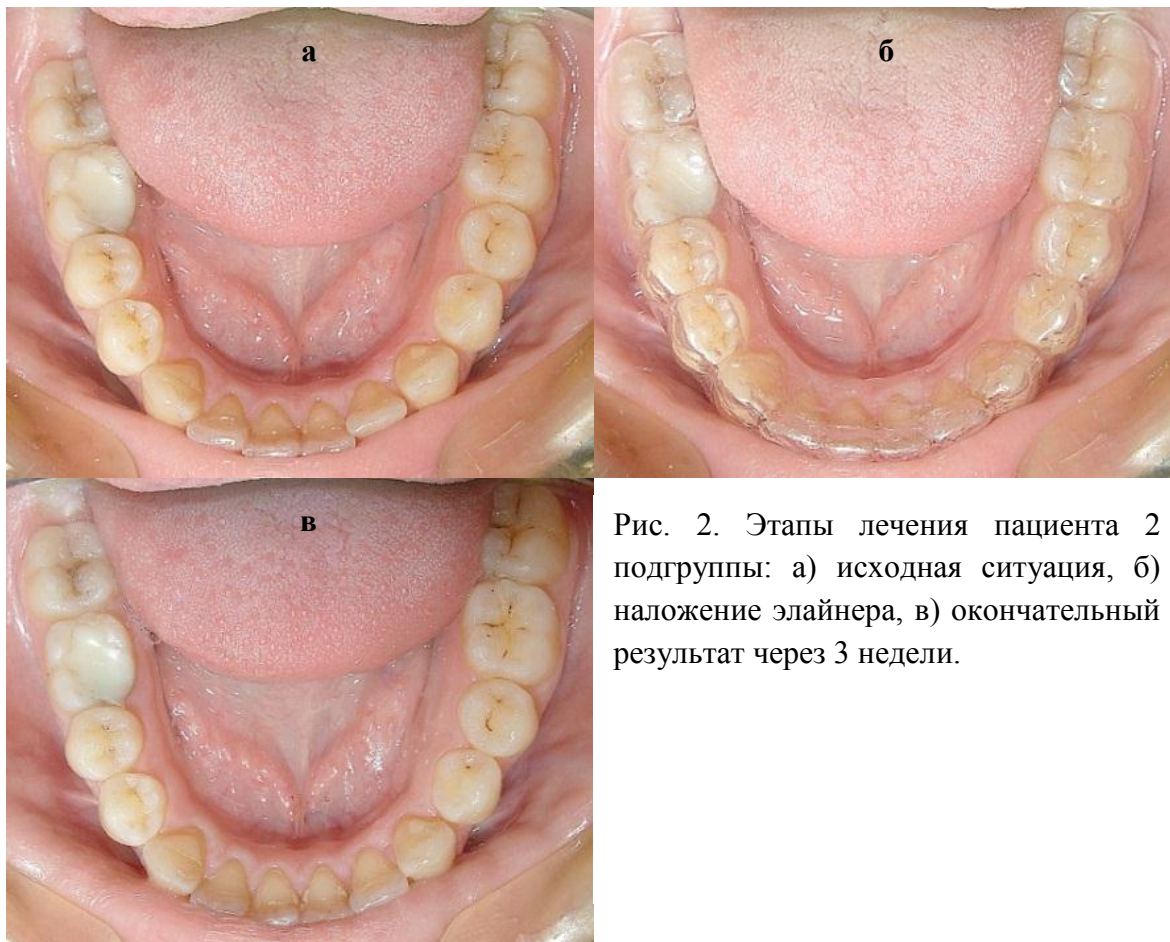 а
б
в
Рис. 2. Этапы лечения пациента 2
подгруппы: а) исходная ситуация, б)
наложение элайнера, в) окончательный
результат через 3 недели.